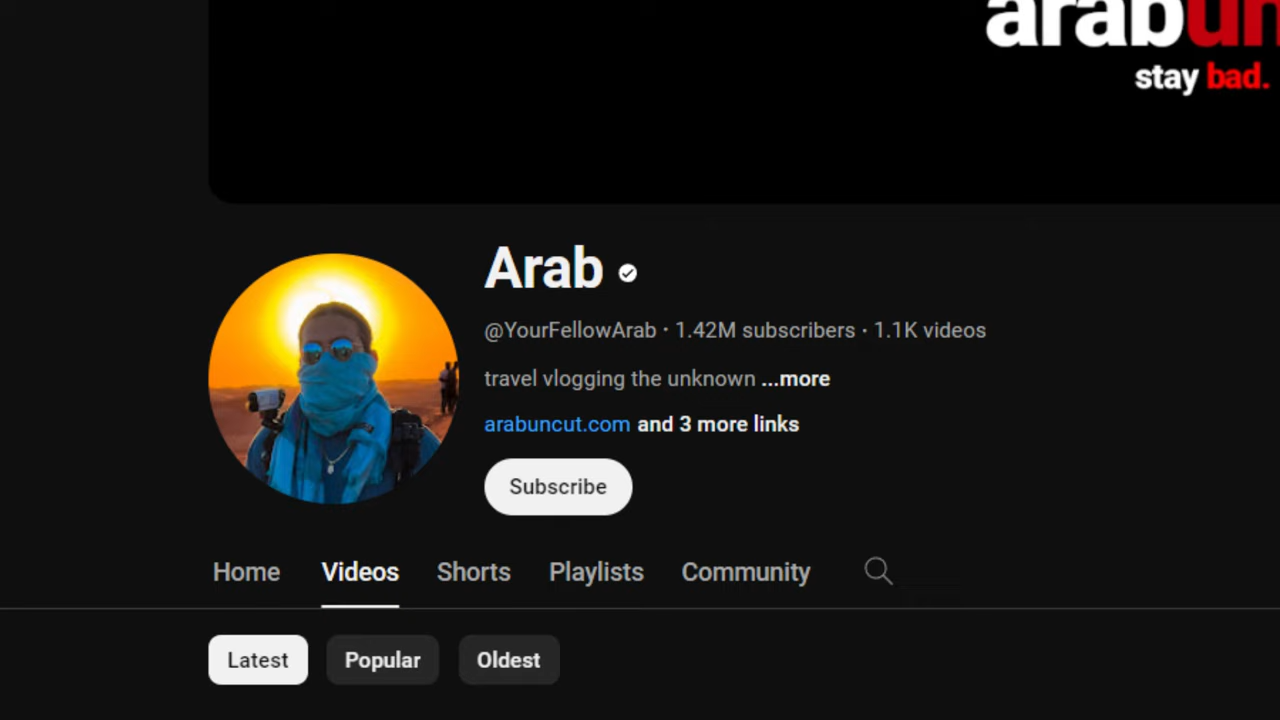 arabun
stay bad.
Arab
@YourFellowArab · 1.42M subscribers · 1.1K videos
travel vlogging the unknown ...more
arabuncut.com and 3 more links
Subscribe
Home Videos Shorts Playlists Community
Latest Popular Oldest